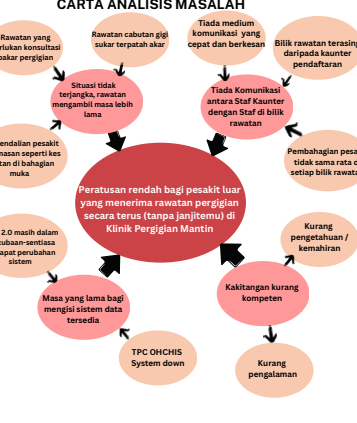 CARTA ANALISIS MASALAH
Rawatan yang
rlukan konsultasi
pakar pergigian
Rawatan cabutan gigi
sukar terpatah akar
Tiada medium
komunikasi yang
cepat dan berkesan
Bilik rawatan terasing
daripada kaunter
pendaftaran
Situasi tidak
terjangka, rawatan
mengambil masa lebih
lama
Tiada Komunikasi
antara Staf Kaunter
dengan Staf di bilik
rawatan
endalian pesakit
masan seperti kes
tan di bahagian
muka
Pembahagian pesa
tidak sama rata d
setiap bilik rawata
Peratusan rendah bagi pesakit luar
yang menerima rawatan pergigian
secara terus (tanpa janjitemu) di
Klinik Pergigian Mantin
2.0 masih dalam
cubaan-sentiasa
apat perubahan
sistem
Kurang
pengetahuan /
kemahiran
Masa yang lama bagi
mengisi sistem data
tersedia
Kakitangan kurang
kompeten
TPC OHCHIS
System down
Kurang
pengalaman